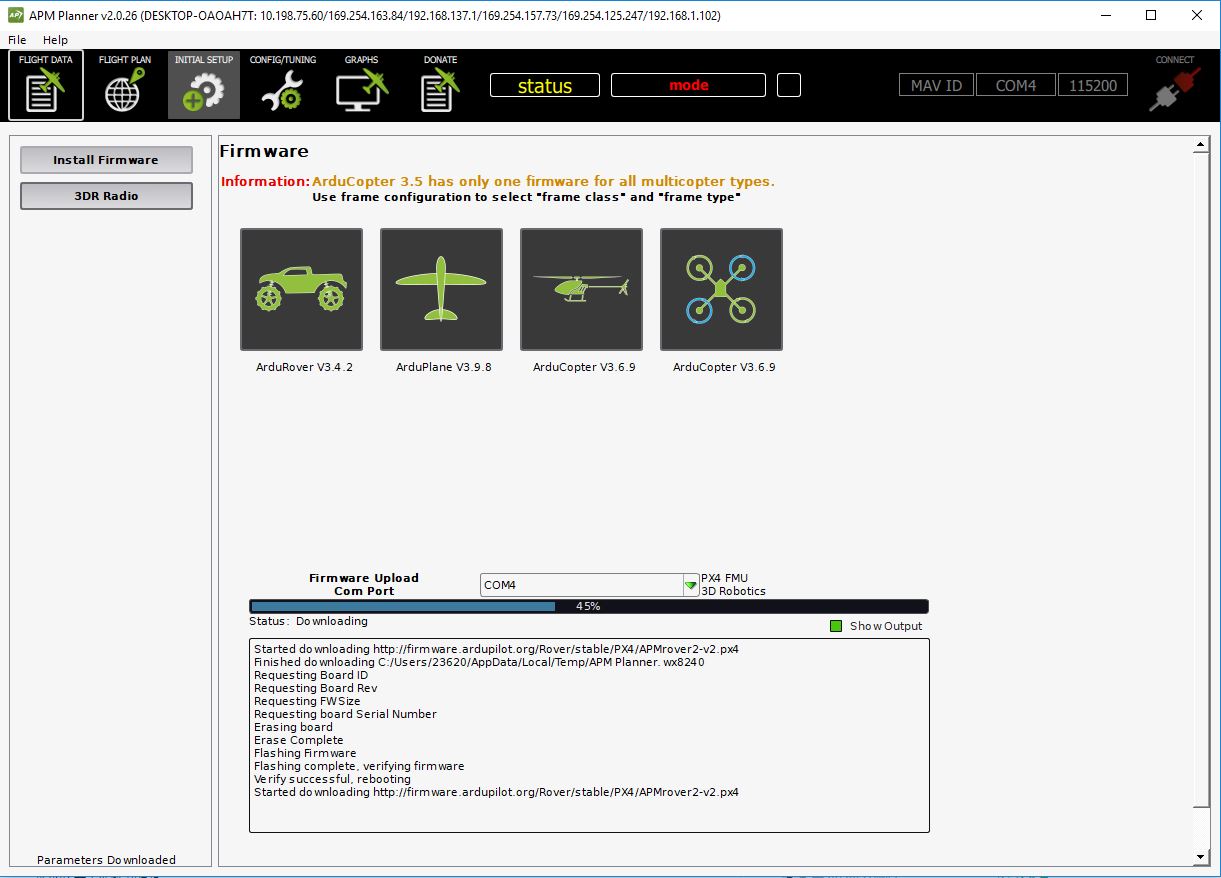 APM Planner v2.0.26 (DESKTOP-OAOAH7T: 10.198.75.60/169.254.163.84/192.168.137.1/169.254.157.73/169.254.125.247/192.168.1.102)
File Help
FLIGHT DATA FLIGHT PLAN INITIAL SETUP CONFIG/TUNING GRAPHS DONATE CONNECT
status mode MAV ID COM4 115200
Install Firmware
3DR Radio
Firmware
Information: ArduCopter 3.5 has only one firmware for all multicopter types.
Use frame configuration to select "frame class" and "frame type"
ArduRover V3.4.2 ArduPlane V3.9.8 ArduCopter V3.6.9 ArduCopter V3.6.9
Firmware Upload
Com Port
COM4
PX4 FMU
3D Robotics
45%
Status: Downloading
Show Output
Started downloading http://firmware.ardupilot.org/Rover/stable/PX4/APMrover2-v2.px4
Finished downloading C:/Users/23620/AppData/Local/Temp/APM Planner. wx8240
Requesting Board ID
Requesting Board Rev
Requesting FWSize
Requesting board Serial Number
Erasing board
Erase Complete
Flashing Firmware
Flashing complete, verifying firmware
Verify successful, rebooting
Started downloading http://firmware.ardupilot.org/Rover/stable/PX4/APMrover2-v2.px4
Parameters Downloaded